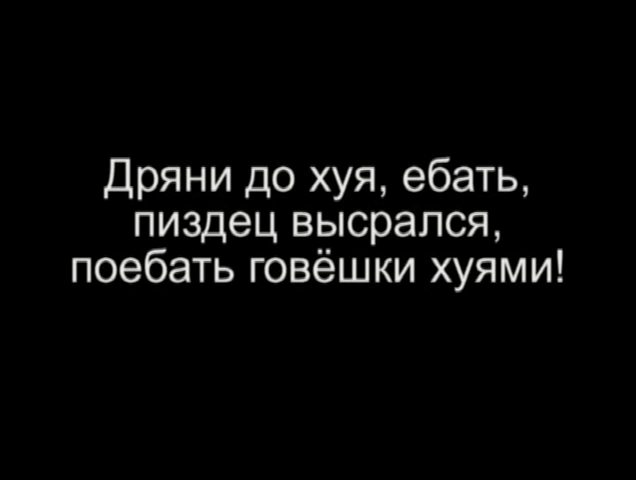 Дряни до хуя, ебать,
пиздец высрался,
поебать говёшки хуями!